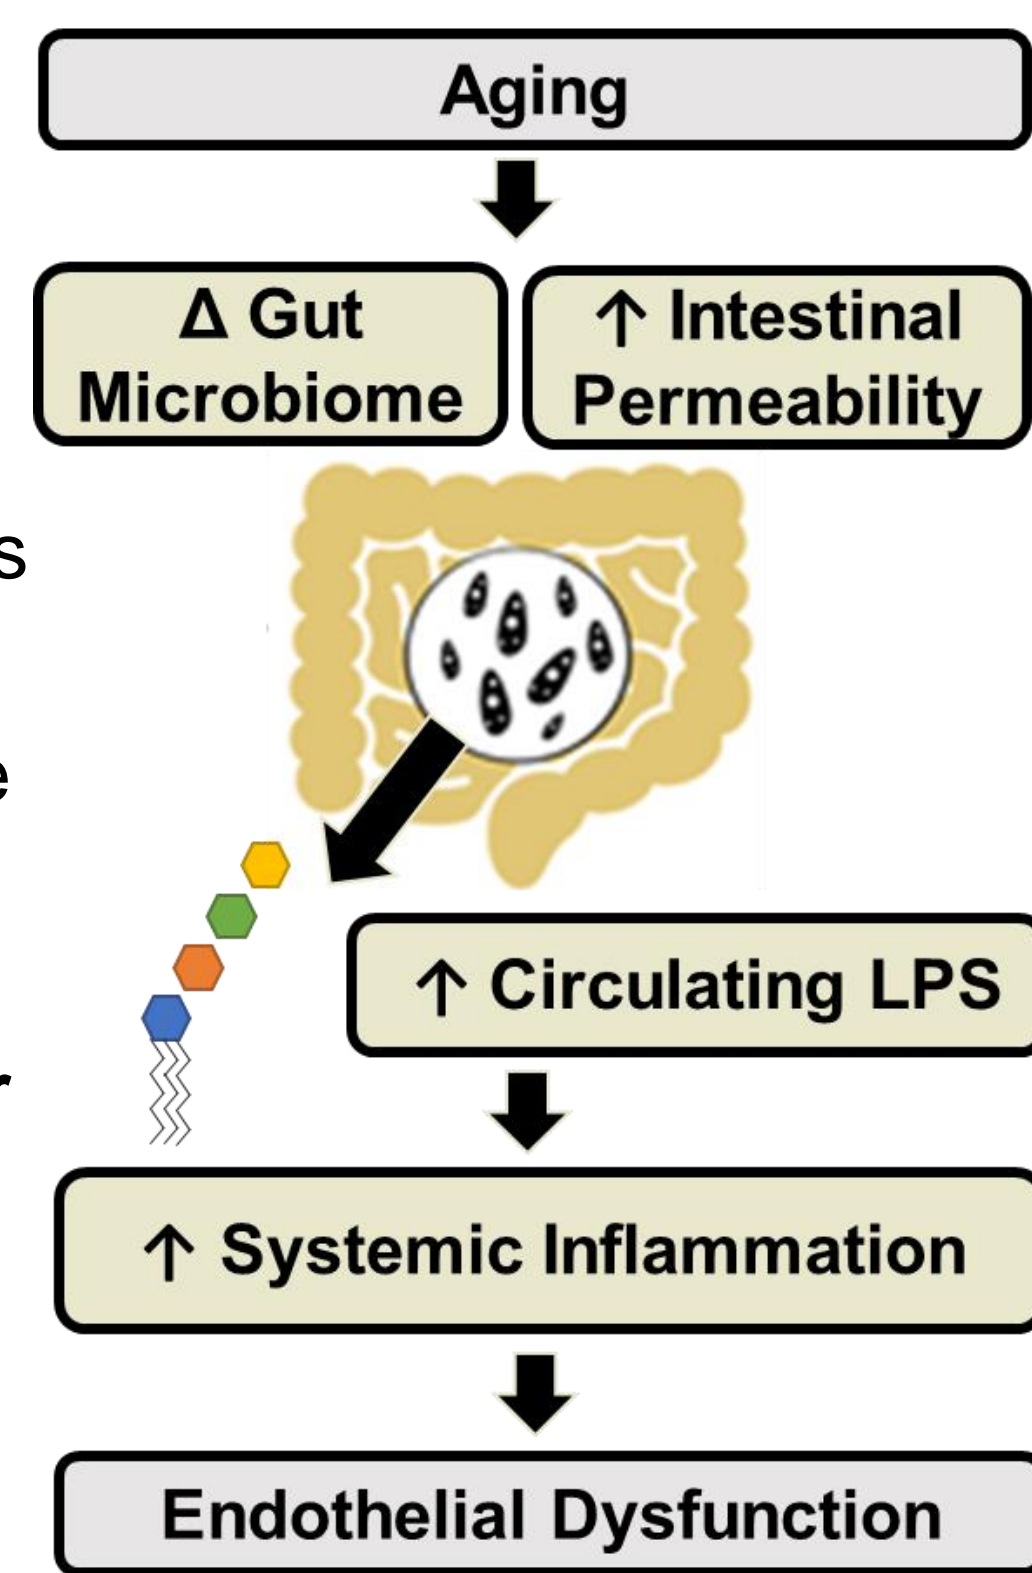 Aging
Δ Gut
Microbiome
↑ Intestinal
Permeability
s
e
r
↑ Circulating LPS
↑ Systemic Inflammation
Endothelial Dysfunction